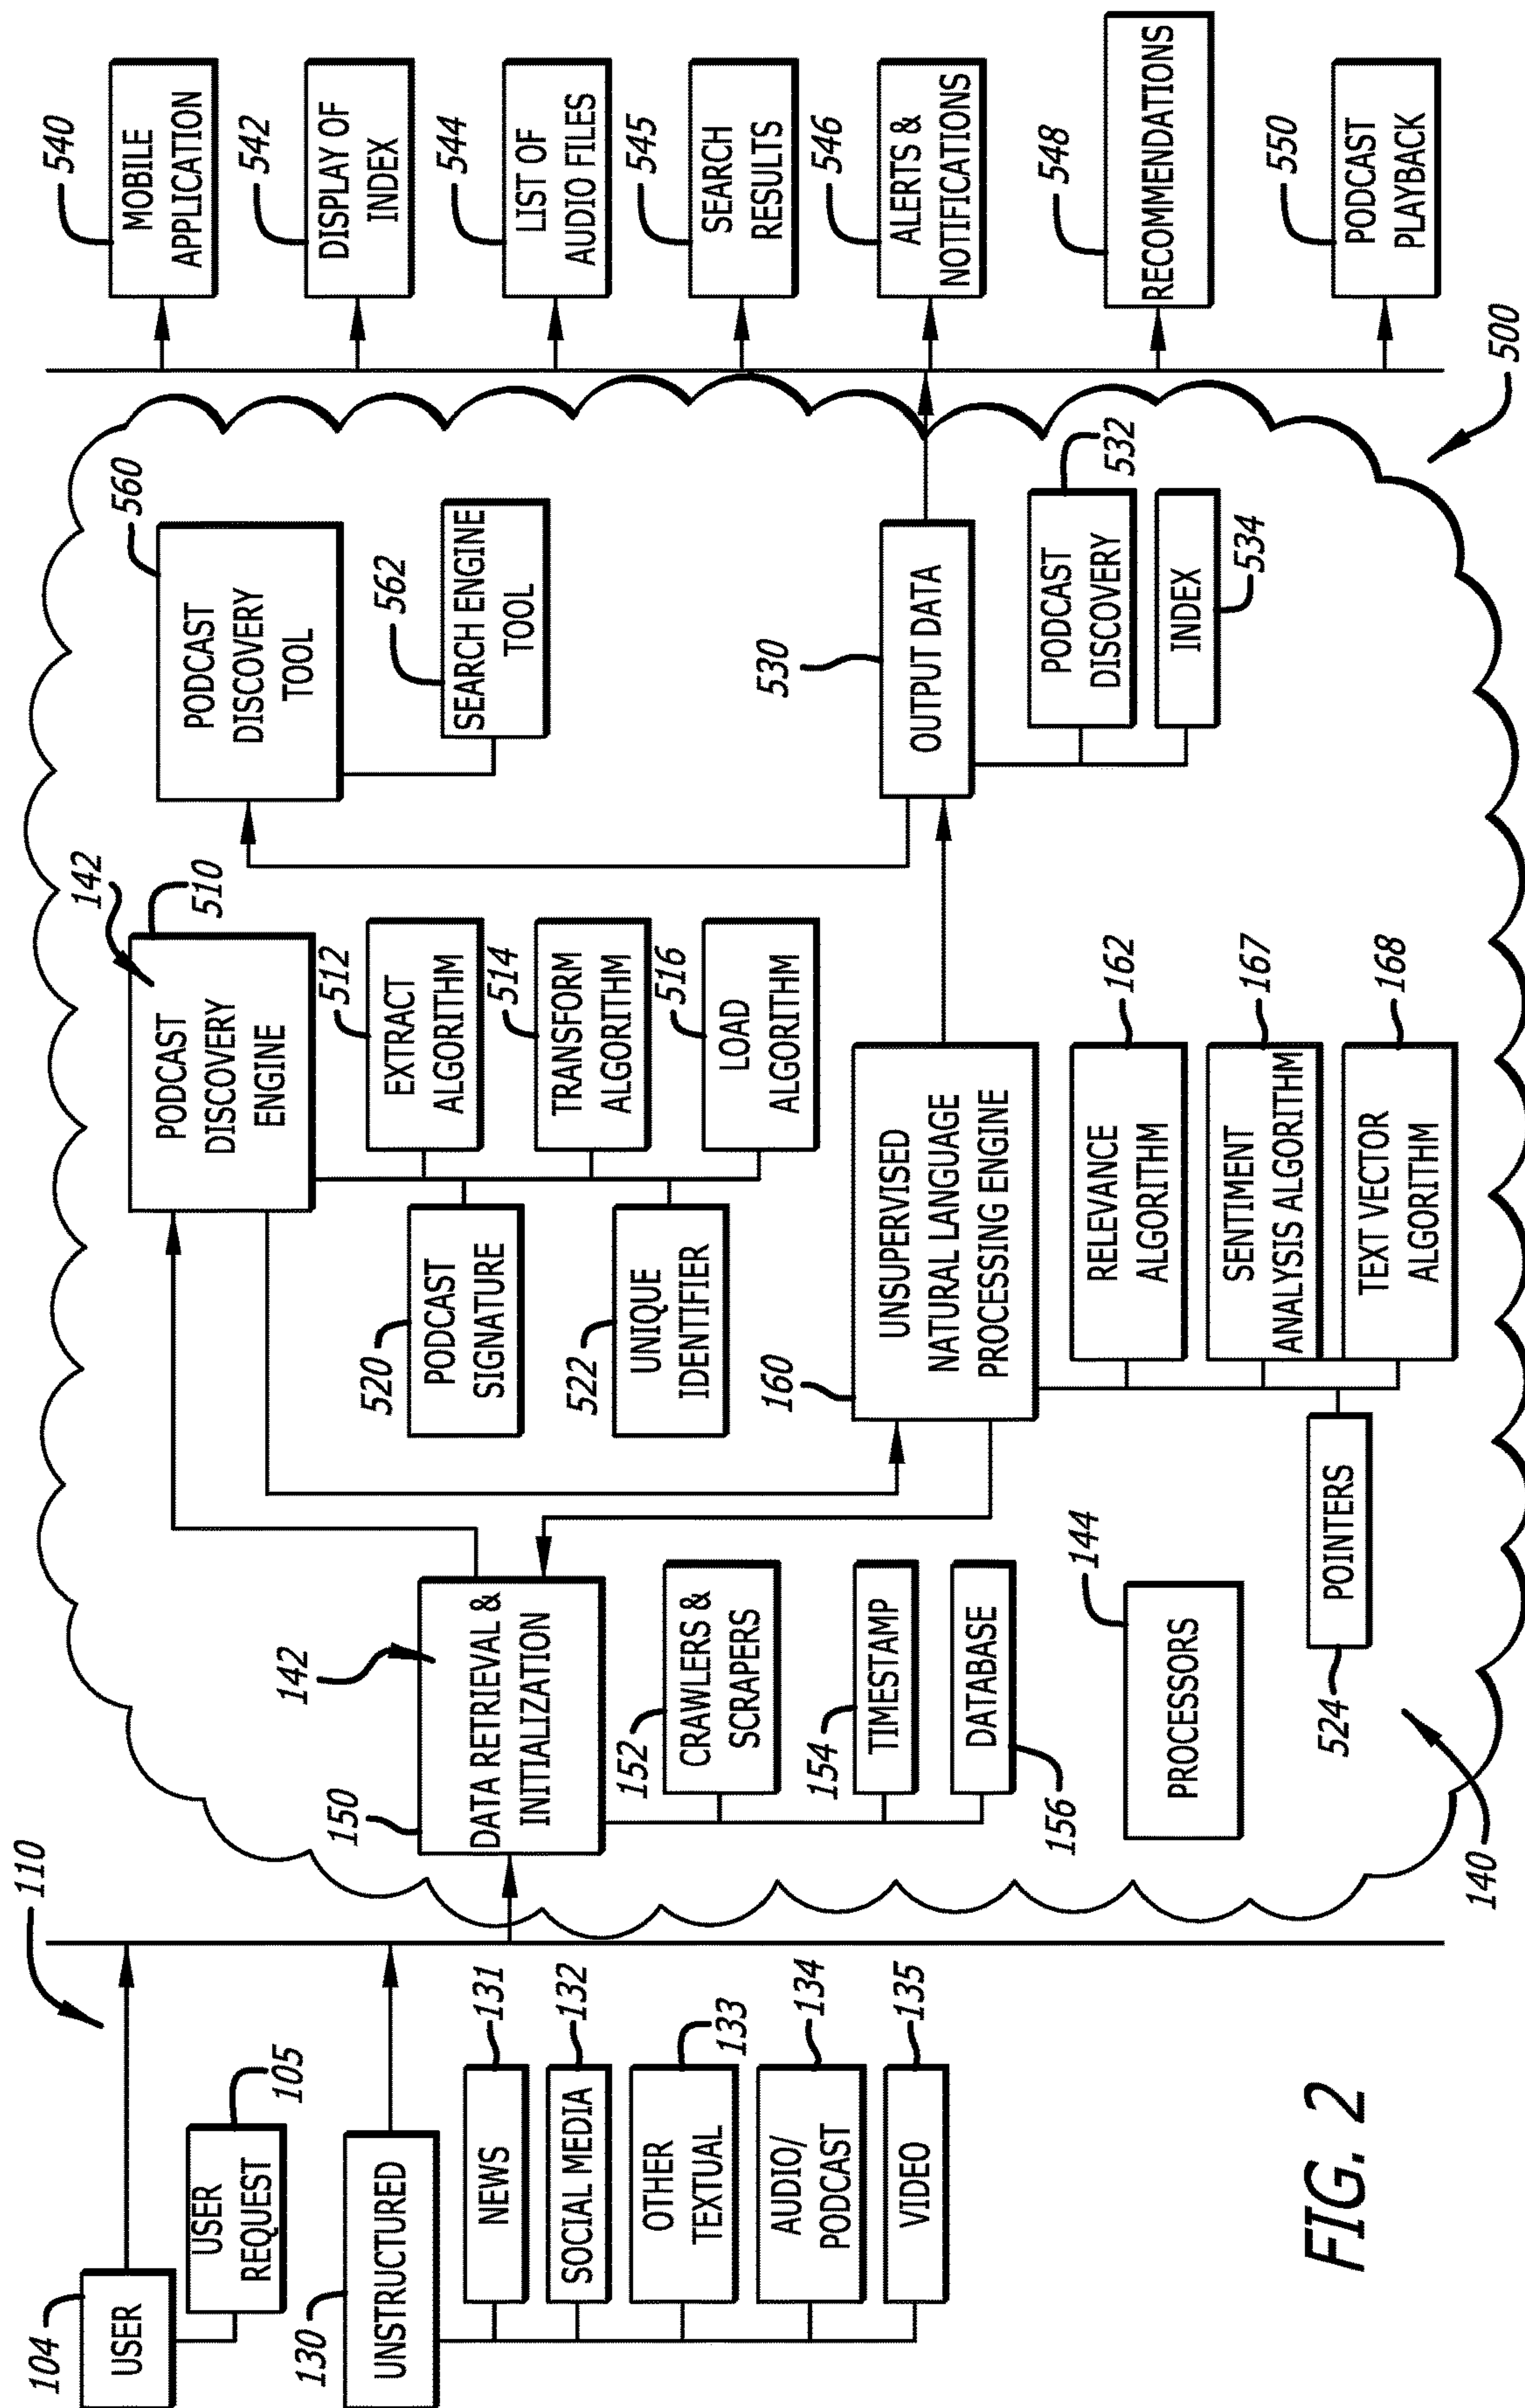 110
104
USER
105
USER
REQUEST
130
UNSTRUCTURED
131
NEWS
132
SOCIAL MEDIA
133
OTHER
TEXTUAL
134
AUDIO/
PODCAST
135
VIDEO
142
150
DATA RETRIEVAL &
INITIALIZATION
152
CRAWLERS &
SCRAPERS
154
TIMESTAMP
156
DATABASE
144
PROCESSORS
140
142
510
PODCAST
DISCOVERY
ENGINE
512
EXTRACT
ALGORITHM
514
TRANSFORM
ALGORITHM
516
LOAD
ALGORITHM
520
PODCAST
SIGNATURE
522
UNIQUE
IDENTIFIER
160
UNSUPERVISED
NATURAL LANGUAGE
PROCESSING ENGINE
162
RELEVANCE
ALGORITHM
167
SENTIMENT
ANALYSIS ALGORITHM
168
TEXT VECTOR
ALGORITHM
524
POINTERS
560
PODCAST
DISCOVERY
TOOL
562
SEARCH ENGINE
TOOL
530
OUTPUT DATA
532
PODCAST
DISCOVERY
534
INDEX
500
540
MOBILE
APPLICATION
542
DISPLAY OF
INDEX
544
LIST OF
AUDIO FILES
545
SEARCH
RESULTS
546
ALERTS &
NOTIFICATIONS
548
RECOMMENDATIONS
550
PODCAST
PLAYBACK
FIG. 2